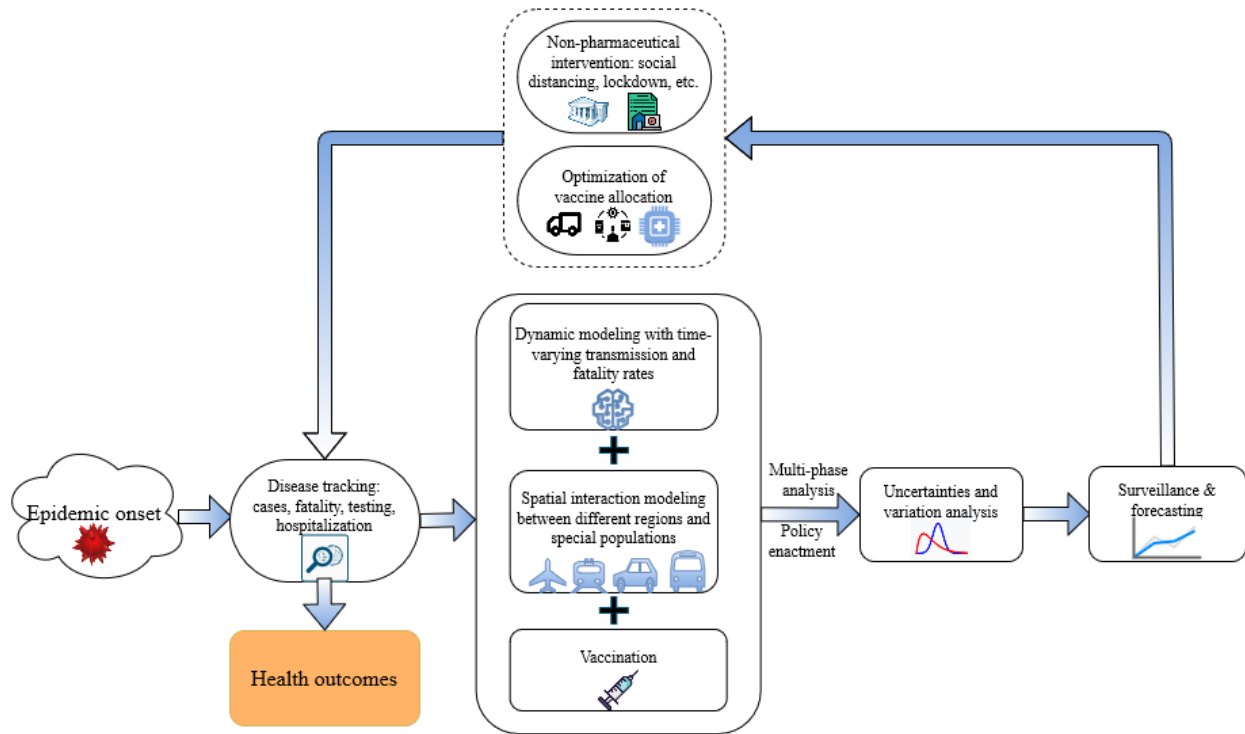 Non-pharmaceutical
intervention: social
distancing, lockdown, etc.
Optimization of
vaccine allocation
Dynamic modeling with time-
varying transmission and
fatality rates
Epidemic onset
Disease tracking:
cases, fatality, testing,
hospitalization
Spatial interaction modeling
between different regions and
special populations
Multi-phase
analysis
Policy
enactment
Uncertainties and
variation analysis
Surveillance &
forecasting
Health outcomes
Vaccination